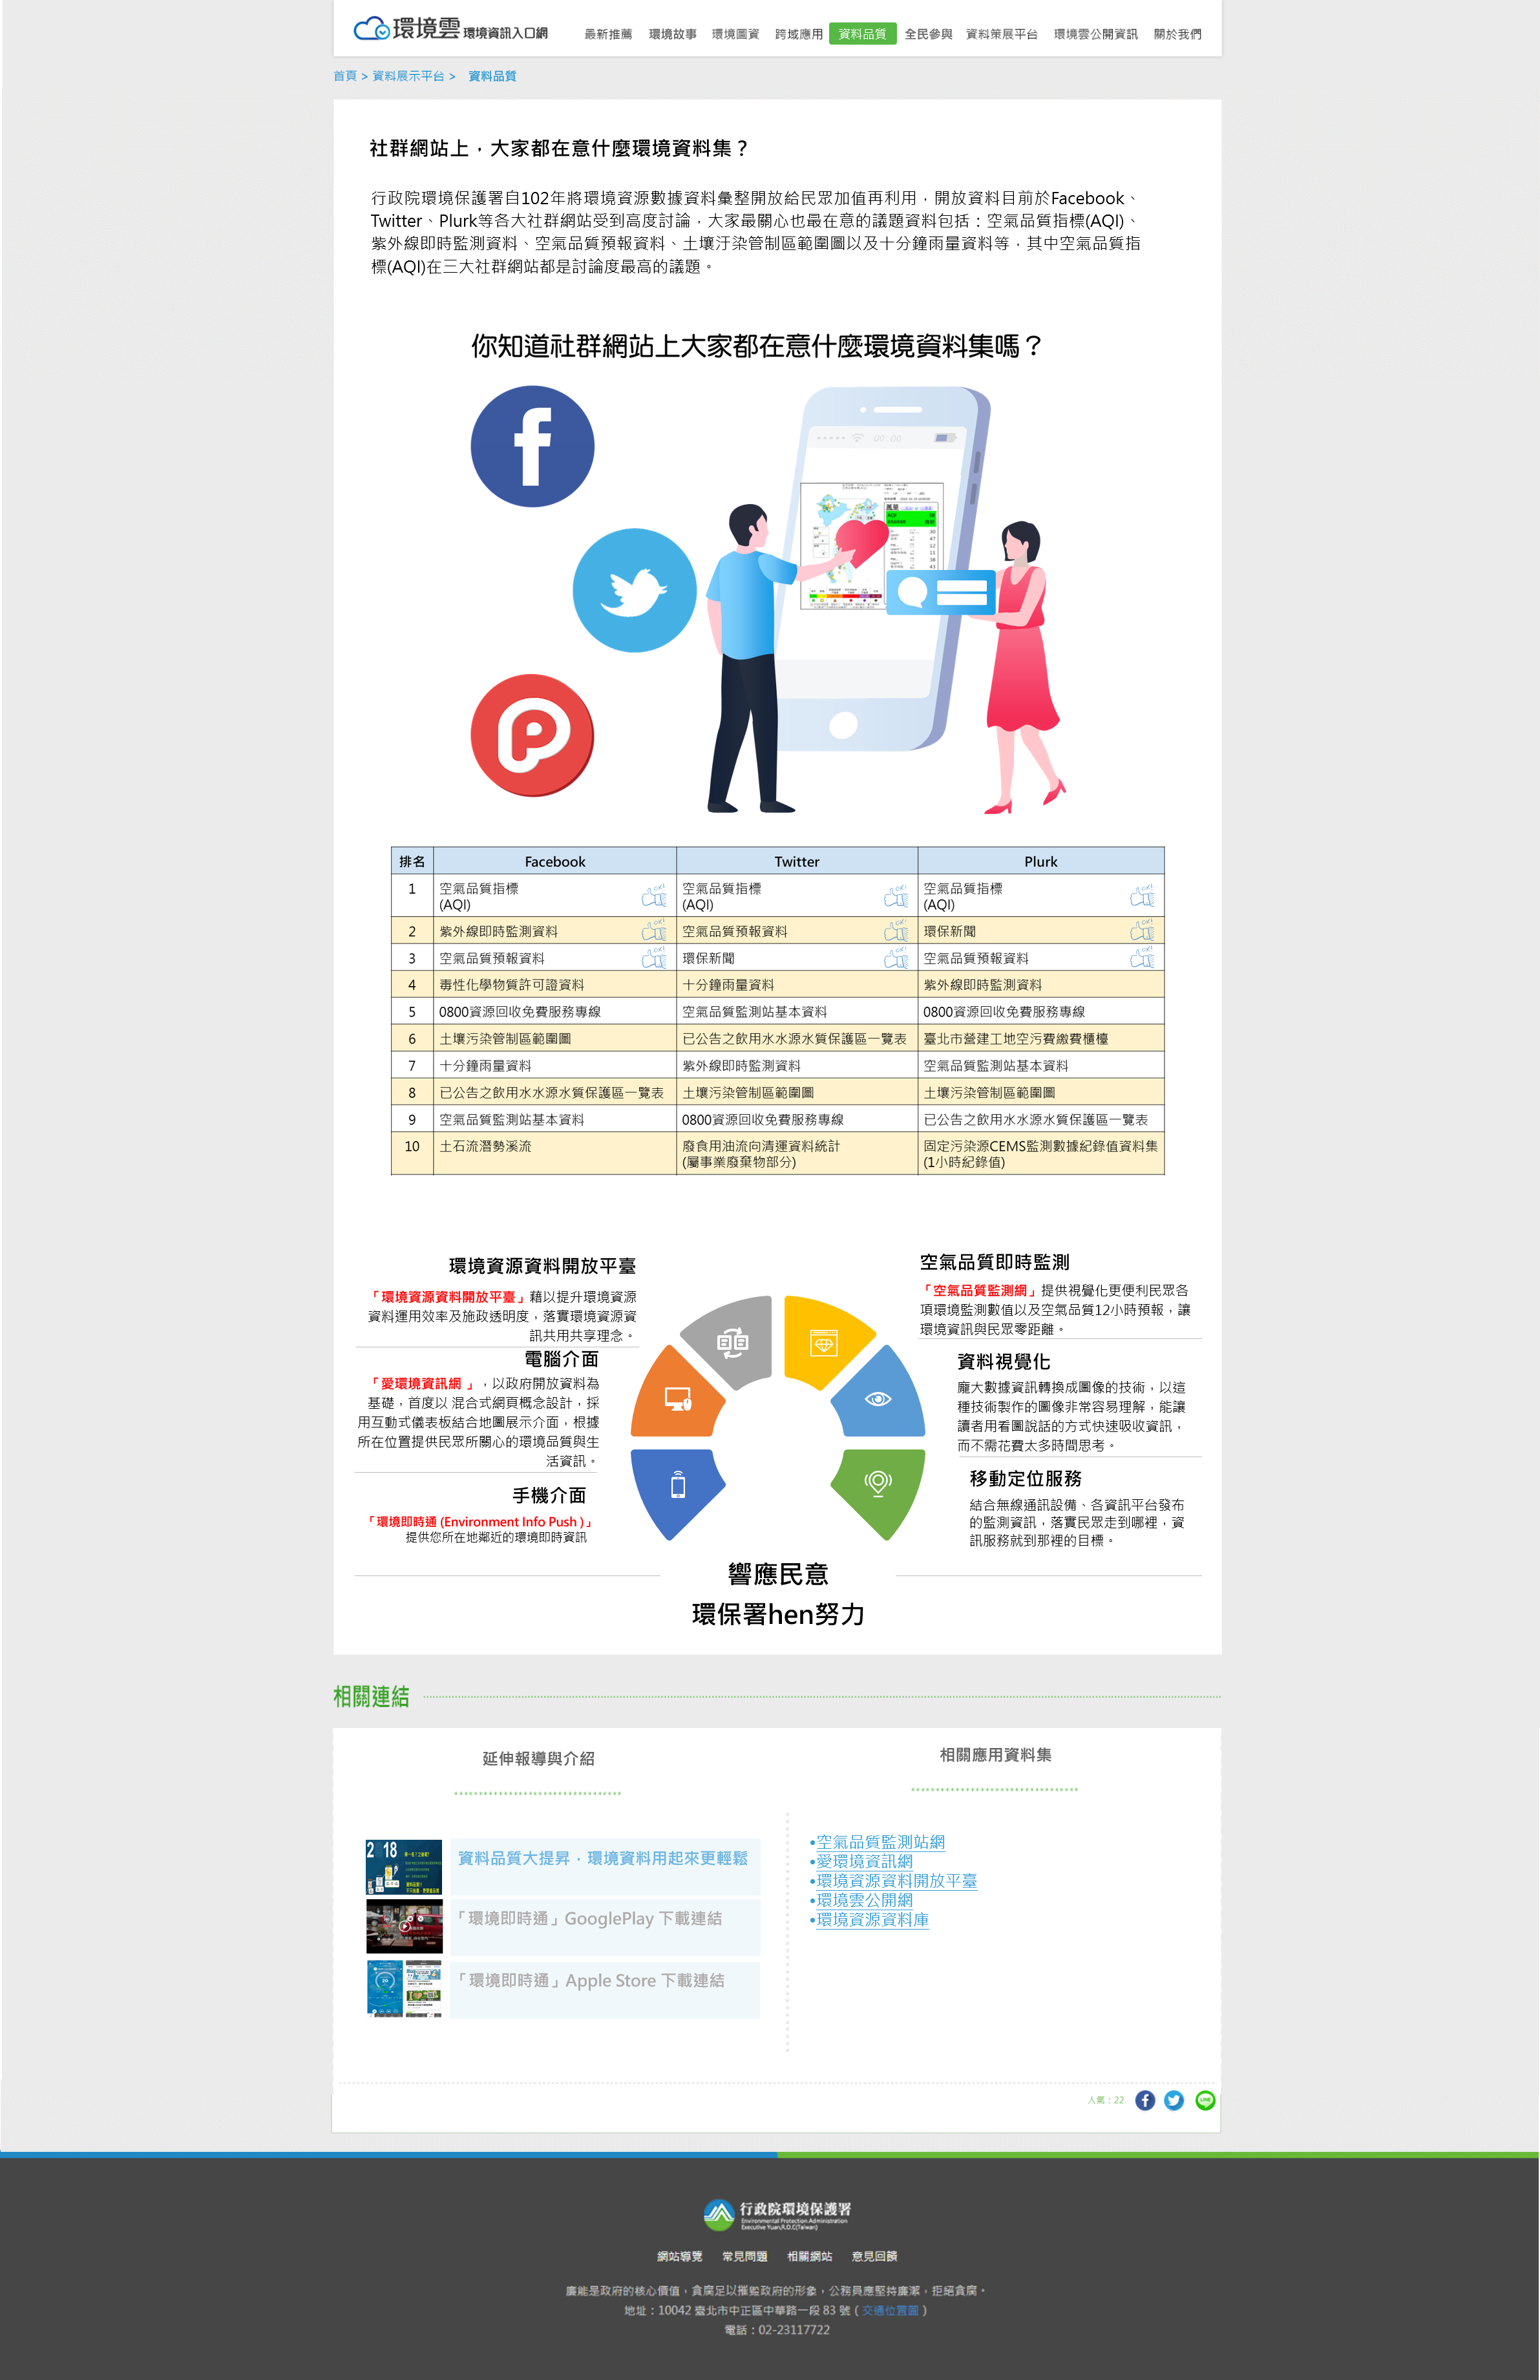 環境雲 環境資訊入口網
最新推薦 環境故事 環境圖資 跨域應用 資料品質 全民參與 資料策展平台 環境雲公開資訊 關於我們
首頁 > 資料展示平台 > 資料品質
社群網站上，大家都在意什麼環境資料集？
行政院環境保護署自102年將環境資源數據資料彙整開放給民眾加值再利用，開放資料目前於Facebook、
Twitter、Plurk等各大社群網站受到高度討論，大家最關心也最在意的議題資料包括：空氣品質指標(AQI)、
紫外線即時監測資料、空氣品質預報資料、土壤汙染管制區範圍圖以及十分鐘雨量資料等，其中空氣品質指
標(AQI)在三大社群網站都是討論度最高的議題。
你知道社群網站上大家都在意什麼環境資料集嗎？
00: 00
排名 Facebook Twitter Plurk
1 空氣品質指標 空氣品質指標 空氣品質指標
(AQI) (AQI) (AQI)
2 紫外線即時監測資料 空氣品質預報資料 環保新聞
3 空氣品質預報資料 環保新聞 空氣品質預報資料
4 毒性化學物質許可證資料 十分鐘雨量資料 紫外線即時監測資料
5 0800資源回收免費服務專線 空氣品質監測站基本資料 0800資源回收免費服務專線
6 土壤污染管制區範圍圖 已公告之飲用水水源水質保護區一覽表 臺北市營建工地空污費繳費櫃檯
7 十分鐘雨量資料 紫外線即時監測資料 空氣品質監測站基本資料
8 已公告之飲用水水源水質保護區一覽表 土壤污染管制區範圍圖 土壤污染管制區範圍圖
9 空氣品質監測站基本資料 0800資源回收免費服務專線 已公告之飲用水水源水質保護區一覽表
10 土石流潛勢溪流 廢食用油流向清運資料統計 固定污染源CEMS監測數據紀錄值資料集
(屬事業廢棄物部分) (1小時紀錄值)
環境資源資料開放平臺
「環境資源資料開放平臺」藉以提升環境資源
資料運用效率及施政透明度，落實環境資源資
訊共用共享理念。
電腦介面
「愛環境資訊網 」，以政府開放資料為
基礎，首度以 混合式網頁概念設計，採
用互動式儀表板結合地圖展示介面，根據
所在位置提供民眾所關心的環境品質與生
活資訊。
手機介面
「環境即時通 (Environment Info Push )」
提供您所在地鄰近的環境即時資訊
空氣品質即時監測
「空氣品質監測網」提供視覺化更便利民眾各
項環境監測數值以及空氣品質12小時預報，讓
環境資訊與民眾零距離。
資料視覺化
龐大數據資訊轉換成圖像的技術，以這
種技術製作的圖像非常容易理解，能讓
讀者用看圖說話的方式快速吸收資訊，
而不需花費太多時間思考。
移動定位服務
結合無線通訊設備、各資訊平台發布
的監測資訊，落實民眾走到哪裡，資
訊服務就到那裡的目標。
響應民意
環保署hen努力
相關連結
延伸報導與介紹
資料品質大提昇，環境資料用起來更輕鬆
「環境即時通」GooglePlay 下載連結
「環境即時通」Apple Store 下載連結
相關應用資料集
•空氣品質監測站網
•愛環境資訊網
•環境資源資料開放平臺
•環境雲公開網
•環境資源資料庫
人氣：22
LINE
行政院環境保護署
Environmental Protection Administration
Executive Yuan,R.O.C(Taiwan)
網站導覽 常見問題 相關網站 意見回饋
廉能是政府的核心價值，貪腐足以摧毀政府的形象，公務員應堅持廉潔，拒絕貪腐。
地址：10042 臺北市中正區中華路一段 83 號（交通位置圖）
電話：02-23117722